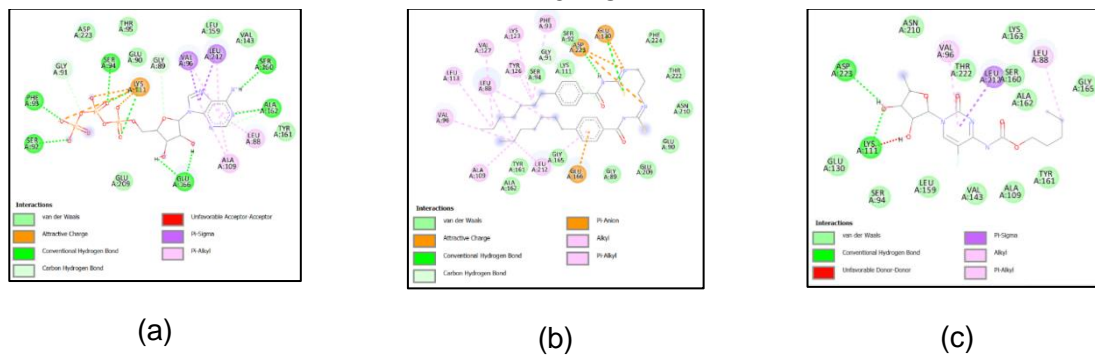 ASP A:223
THR A:95
LEU A:159
VAL A:143
GLY A:91
SER A:94
GLU A:90
GLY A:89
VAL A:96
LEU A:212
SER A:160
LYS A:111
ALA A:162
SER A:92
LEU A:88
TYR A:161
ALA A:109
GLU A:209
GLU A:166
H
H
H
Interactions
van der Waals
Attractive Charge
Conventional Hydrogen Bond
Carbon Hydrogen Bond
Unfavorable Acceptor-Acceptor
Pi-Sigma
Pi-Alkyl
(a)
PHE A:93
LYS A:123
SER A:92
GLU A:130
VAL A:127
ASP A:223
PHE A:224
GLY A:91
TYR A:126
LYS A:111
LEU A:113
SER A:94
THR A:222
LEU A:88
VAL A:96
ASN A:210
GLU A:90
TYR A:161
GLY A:165
ALA A:109
LEU A:212
ALA A:162
GLU A:166
GLY A:89
GLU A:209
Interactions
van der Waals
Attractive Charge
Conventional Hydrogen Bond
Carbon Hydrogen Bond
Pi-Anion
Alkyl
Pi-Alkyl
(b)
ASN A:210
LYS A:163
VAL A:96
LEU A:88
ASP A:223
THR A:222
LEU A:212
SER A:160
GLY A:165
ALA A:162
LYS A:111
GLU A:130
SER A:94
LEU A:159
VAL A:143
ALA A:109
TYR A:161
Interactions
van der Waals
Conventional Hydrogen Bond
Unfavorable Donor-Donor
Pi-Sigma
Alkyl
Pi-Alkyl
(c)